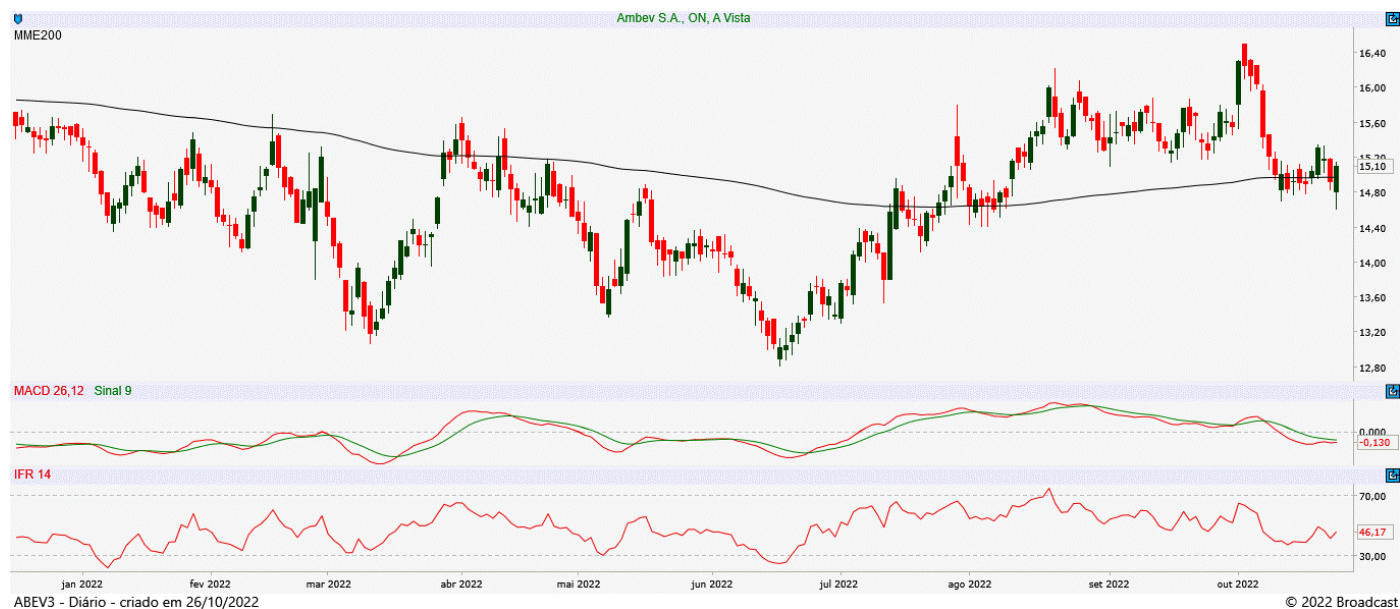 Ambev S.A., ON, A Vista
MME200
16,40
16,00
15,60
15,20
15,10
14,80
14,40
14,00
13,60
13,20
12,80
MACD 26,12 Sinal 9
0,000
-0,130
IFR 14
70,00
46,17
30,00
jan 2022 fev 2022 mar 2022 abr 2022 mai 2022 jun 2022 jul 2022 ago 2022 set 2022 out 2022
ABEV3 - Diário - criado em 26/10/2022 © 2022 Broadcast